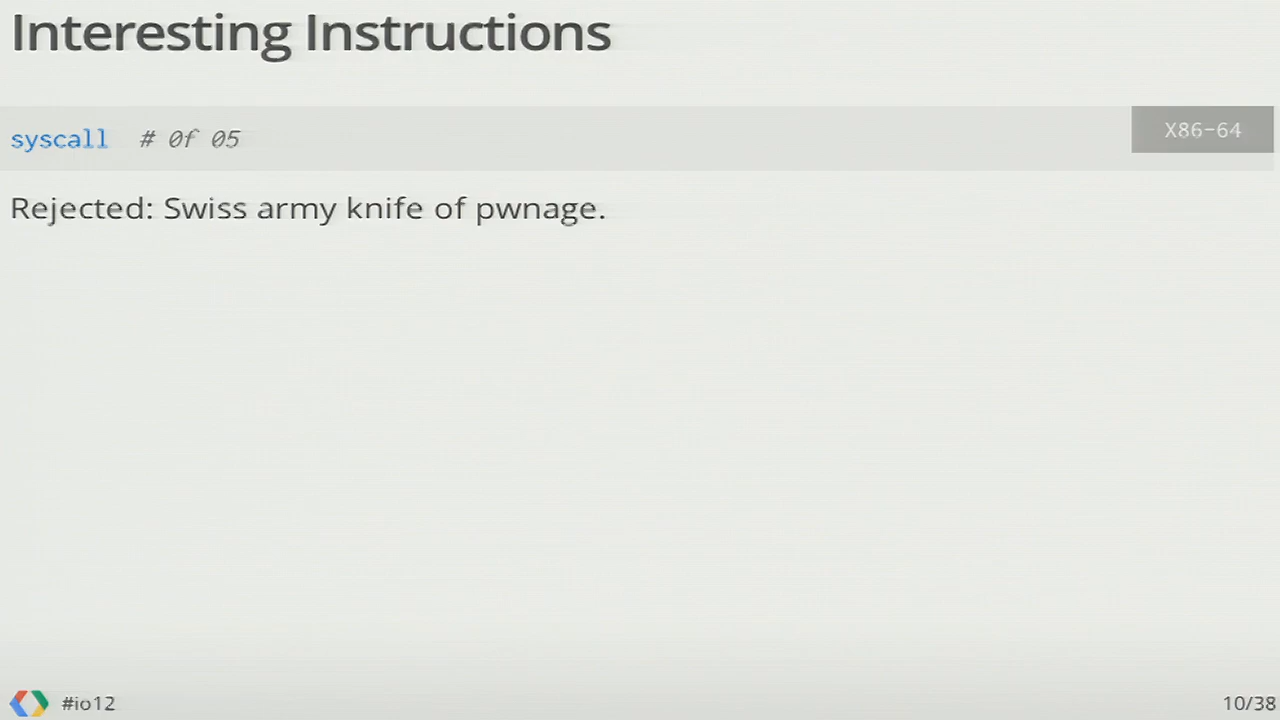 Interesting Instructions
syscall # 0f 05
X86-64
Rejected: Swiss army knife of pwnage.
#io12
10/38